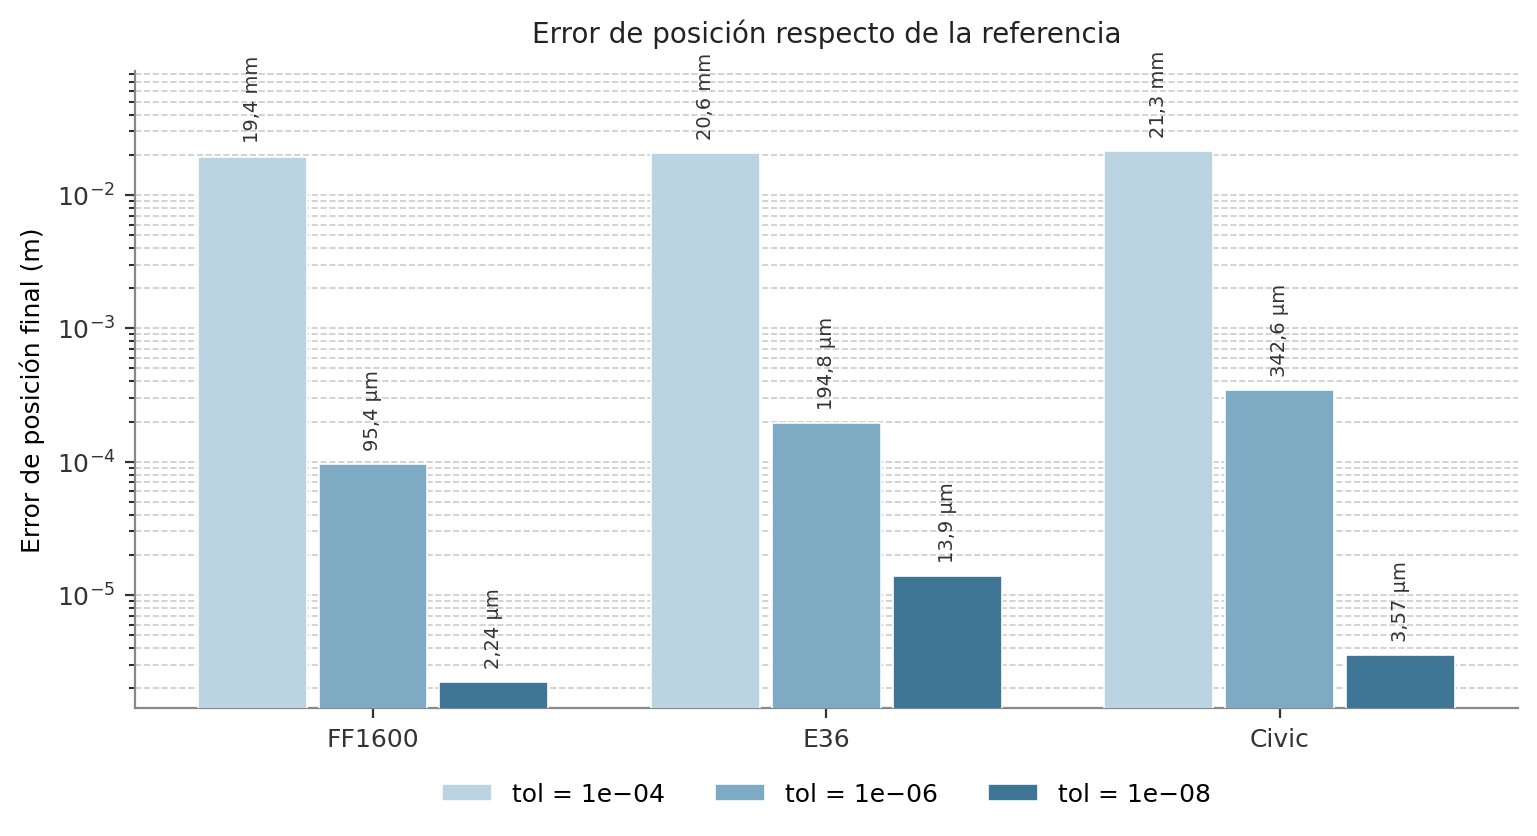 Error de posición respecto de la referencia
Error de posición final (m)
10⁻²
10⁻³
10⁻⁴
10⁻⁵
19,4 mm
95,4 µm
2,24 µm
20,6 mm
194,8 µm
13,9 µm
21,3 mm
342,6 µm
3,57 µm
FF1600
E36
Civic
tol = 1e−04
tol = 1e−06
tol = 1e−08